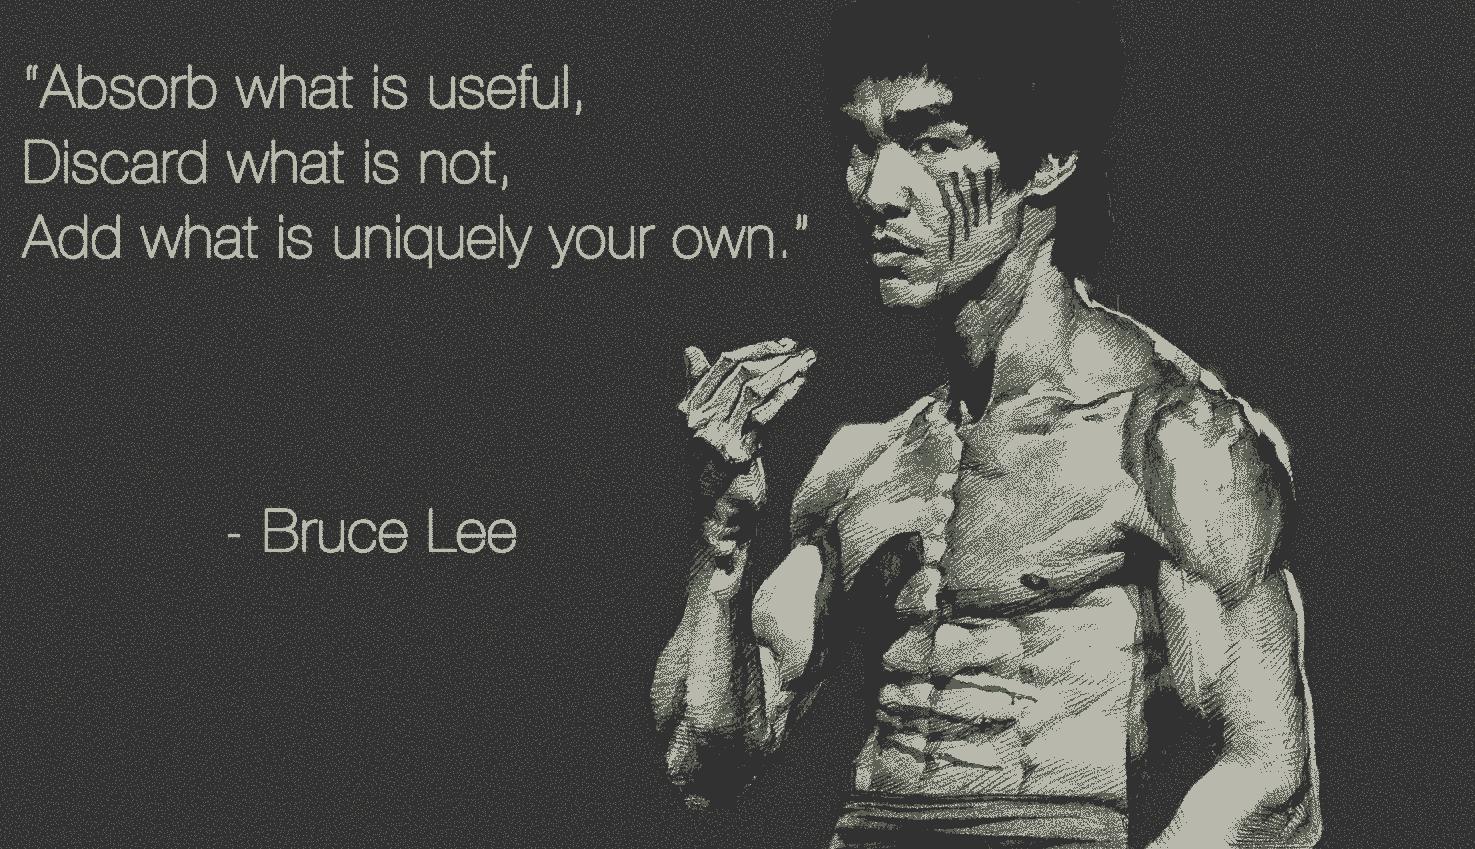 "Absorb what is useful,
Discard what is not,
Add what is uniquely your own."
- Bruce Lee